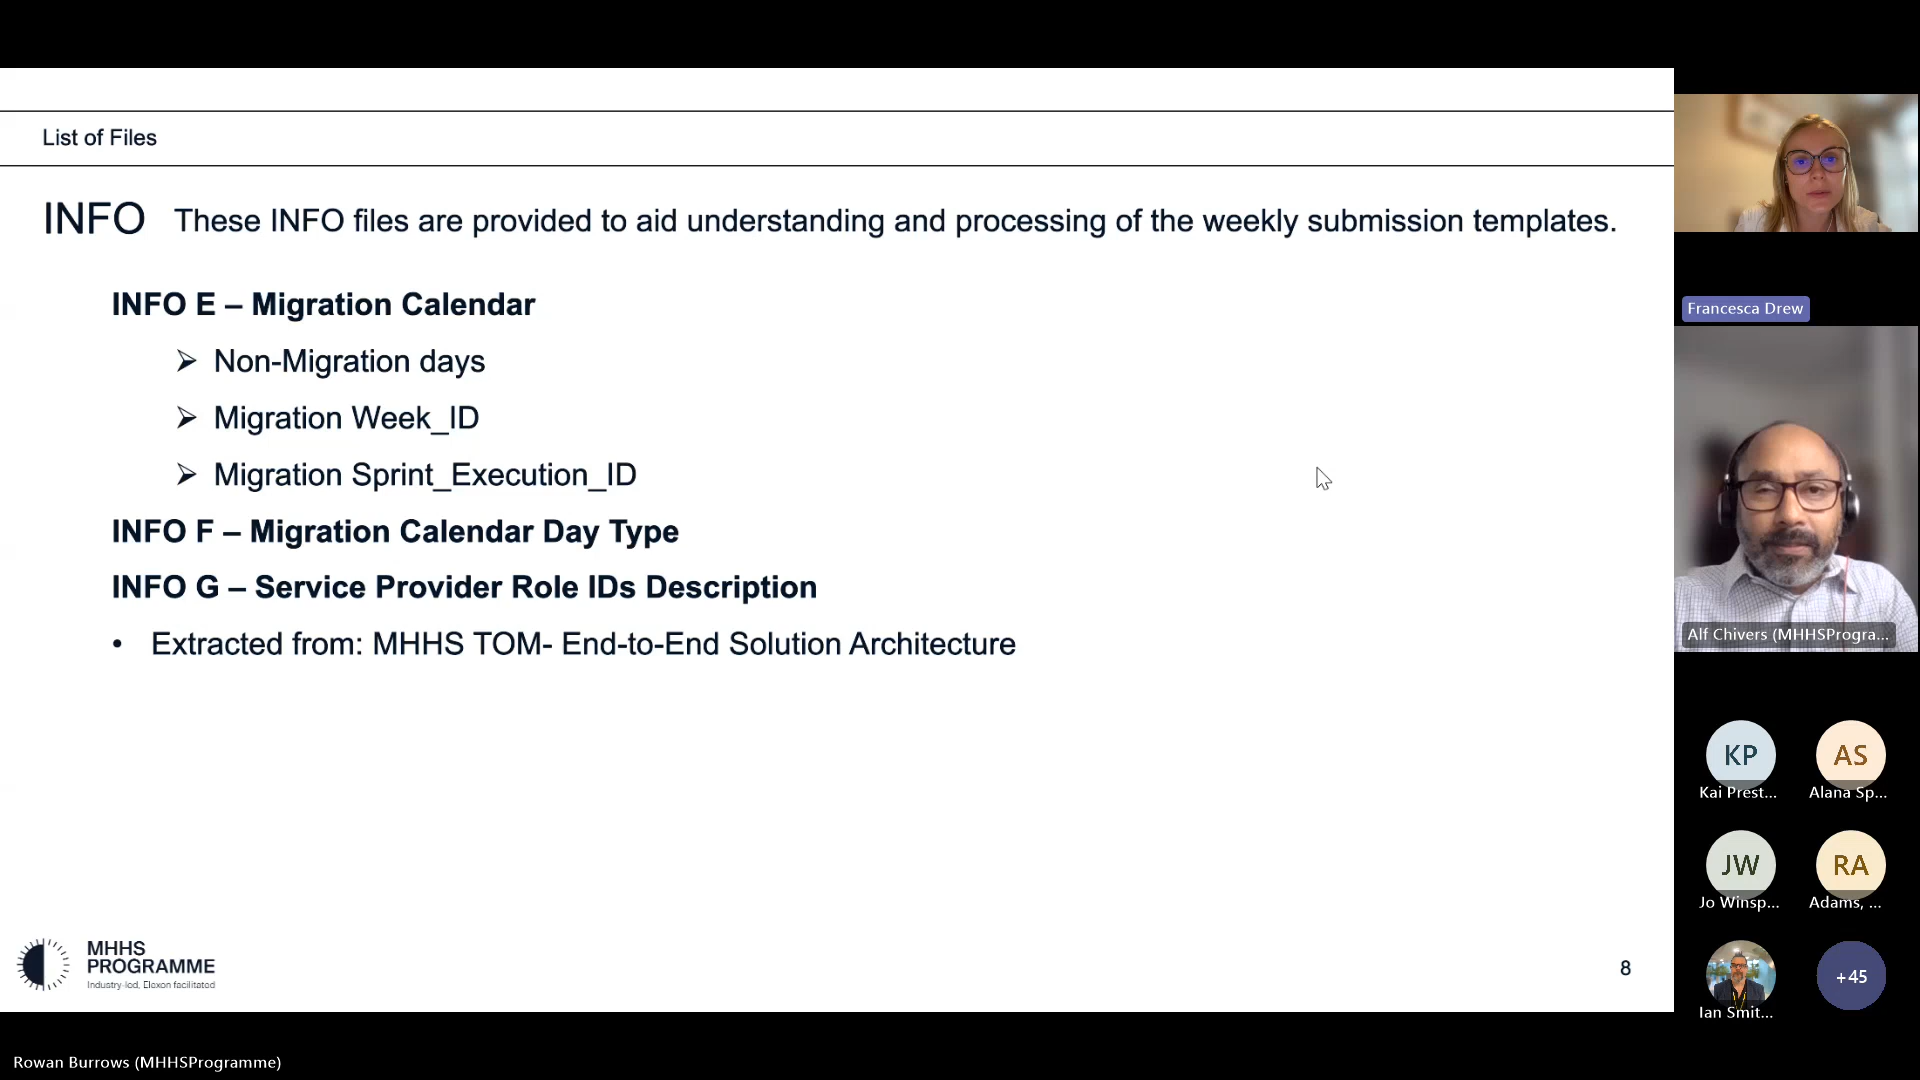 List of Files
INFO These INFO files are provided to aid understanding and processing of the weekly submission templates.
INFO E – Migration Calendar
➢ Non-Migration days
➢ Migration Week_ID
➢ Migration Sprint_Execution_ID
INFO F – Migration Calendar Day Type
INFO G – Service Provider Role IDs Description
• Extracted from: MHHS TOM- End-to-End Solution Architecture
MHHS
PROGRAMME
Industry-led, Elexon facilitated
8
Francesca Drew
Alf Chivers (MHHSProgra...
KP
Kai Prest...
AS
Alana Sp...
JW
Jo Winsp...
RA
Adams, ...
Ian Smit...
+45
Rowan Burrows (MHHSProgramme)